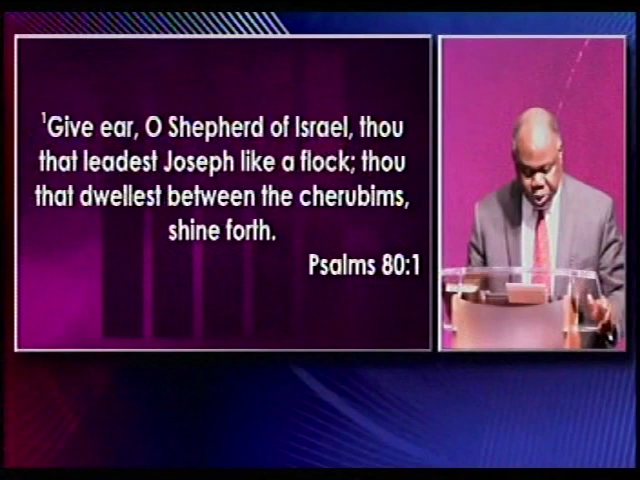 ¹Give ear, O Shepherd of Israel, thou
that leadest Joseph like a flock; thou
that dwellest between the cherubims,
shine forth.
Psalms 80:1